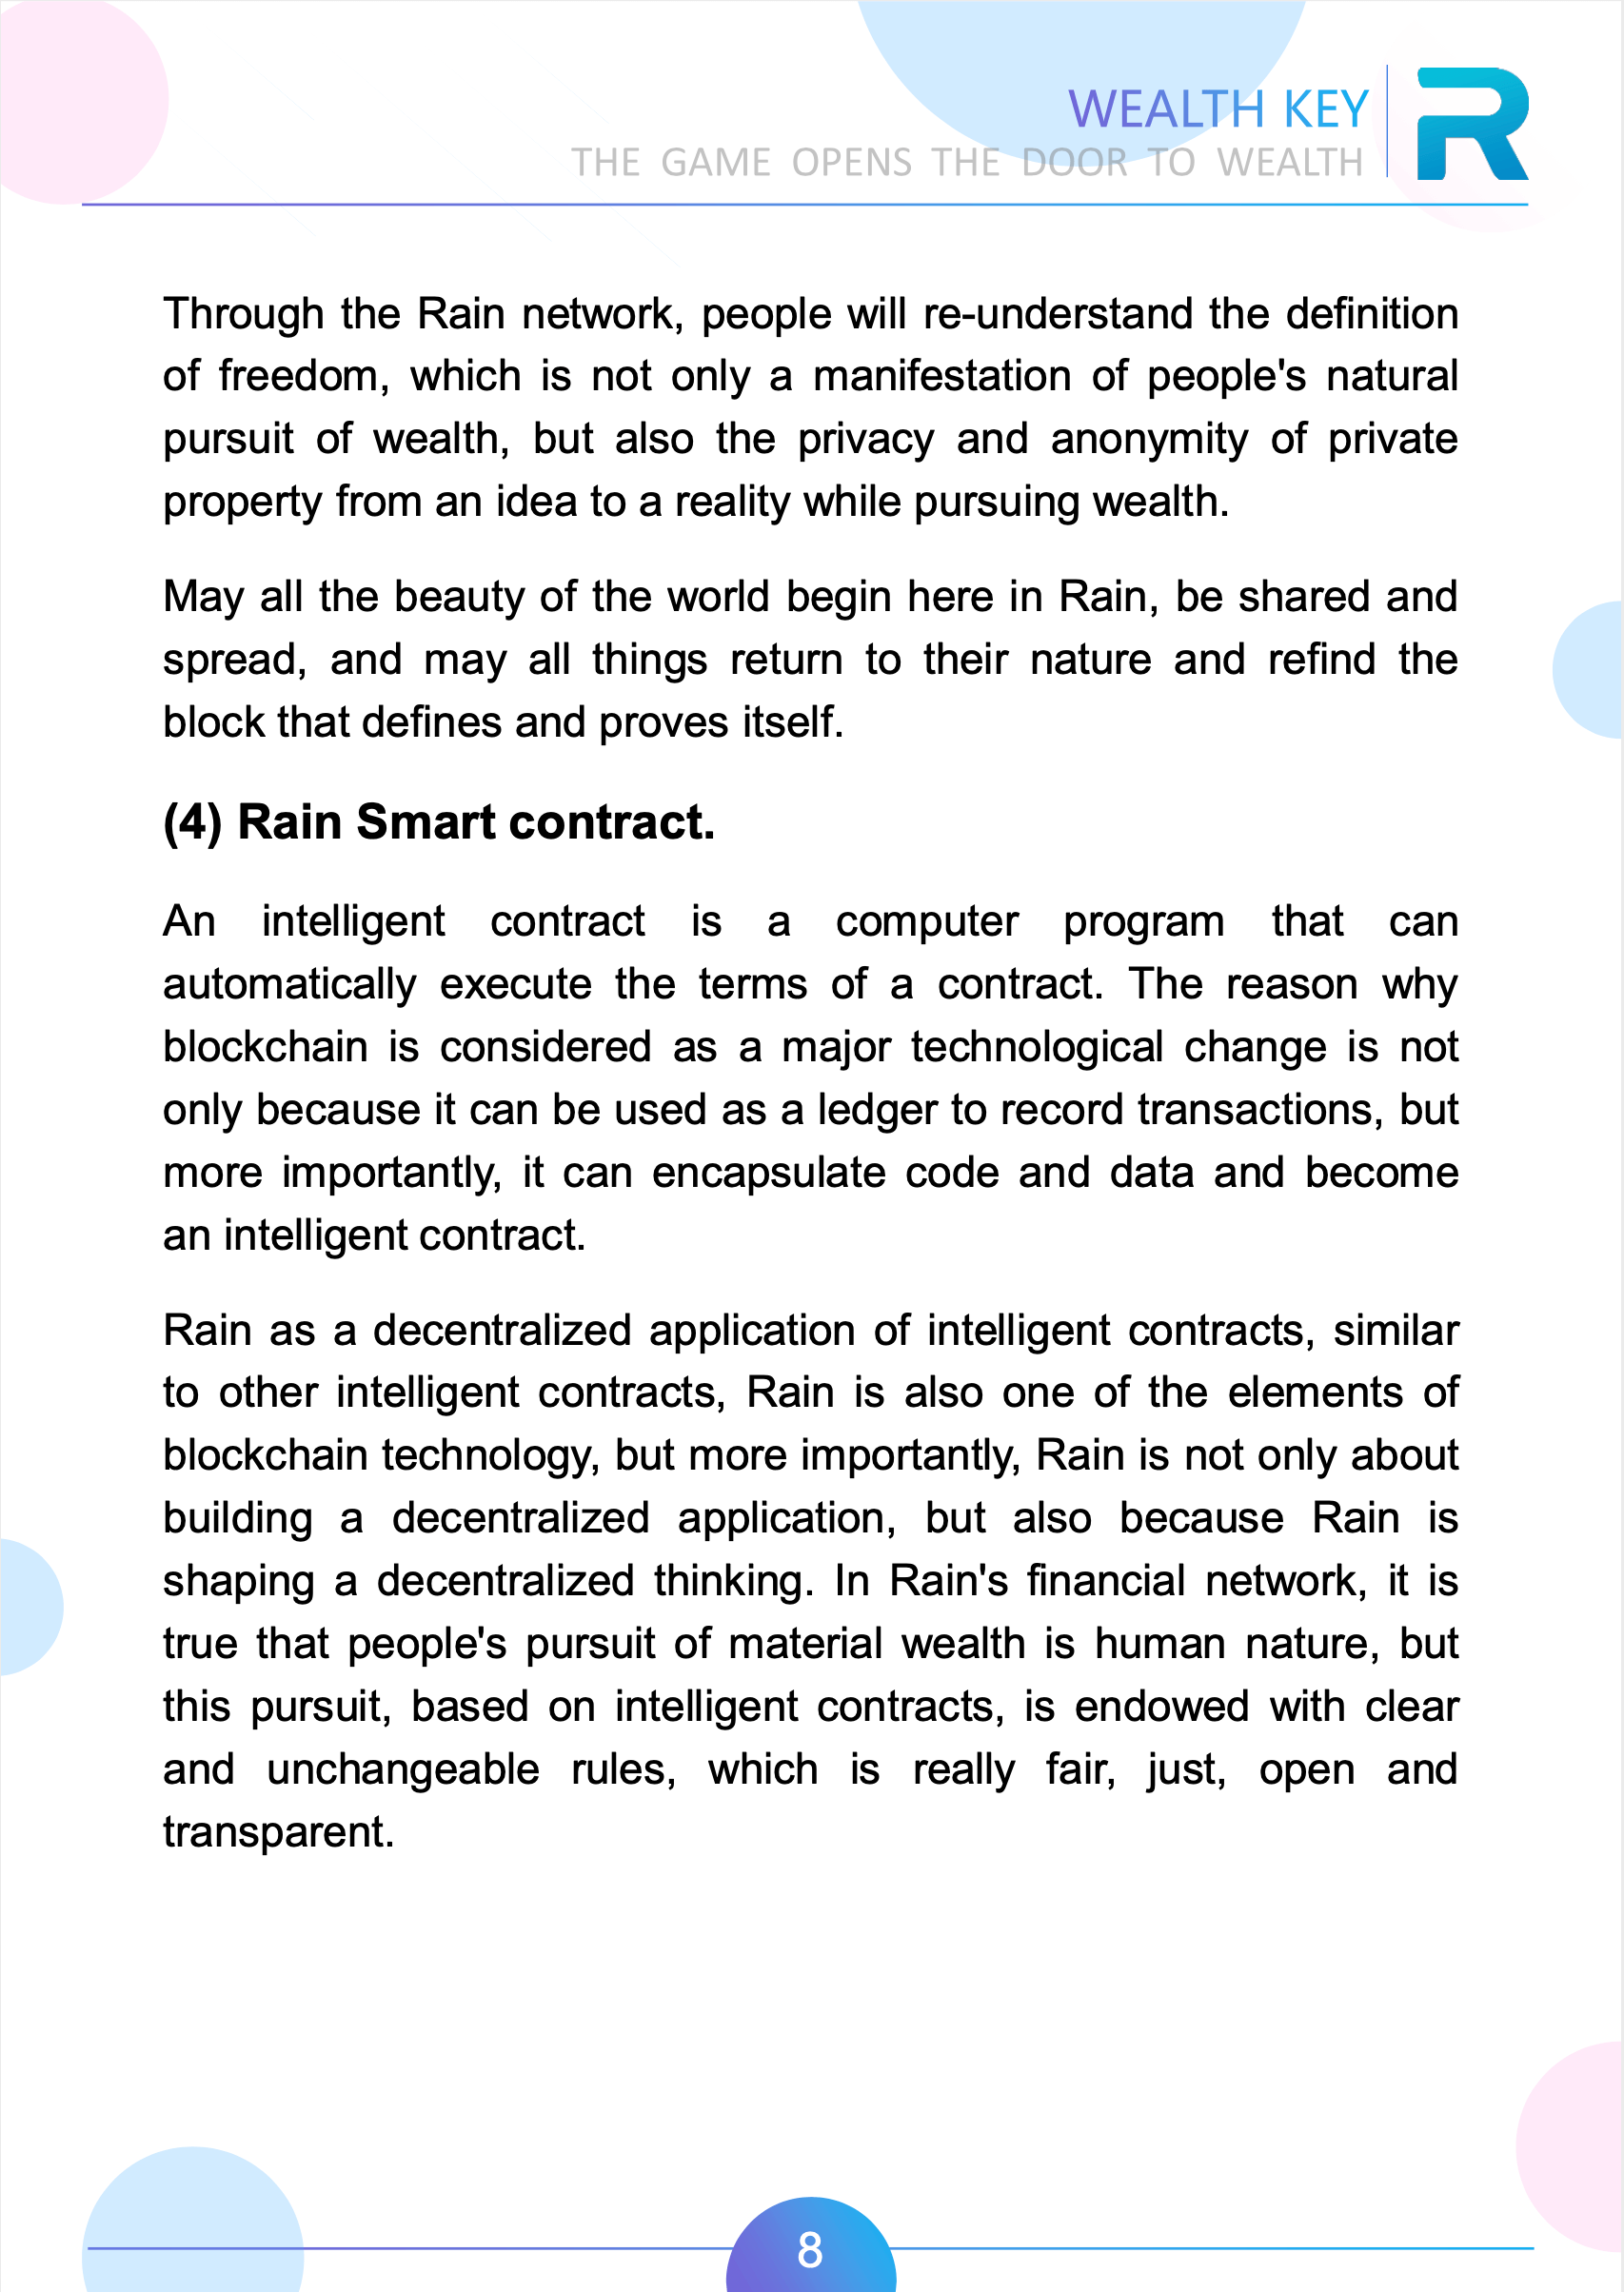 WEALTH KEY
THE GAME OPENS THE DOOR TO WEALTH
R
Through the Rain network, people will re-understand the definition
of freedom, which is not only a manifestation of people's natural
pursuit of wealth, but also the privacy and anonymity of private
property from an idea to a reality while pursuing wealth.
May all the beauty of the world begin here in Rain, be shared and
spread, and may all things return to their nature and refind the
block that defines and proves itself.
(4) Rain Smart contract.
An intelligent contract is a computer program that can
automatically execute the terms of a contract. The reason why
blockchain is considered as a major technological change is not
only because it can be used as a ledger to record transactions, but
more importantly, it can encapsulate code and data and become
an intelligent contract.
Rain as a decentralized application of intelligent contracts, similar
to other intelligent contracts, Rain is also one of the elements of
blockchain technology, but more importantly, Rain is not only about
building a decentralized application, but also because Rain is
shaping a decentralized thinking. In Rain's financial network, it is
true that people's pursuit of material wealth is human nature, but
this pursuit, based on intelligent contracts, is endowed with clear
and unchangeable rules, which is really fair, just, open and
transparent.
8